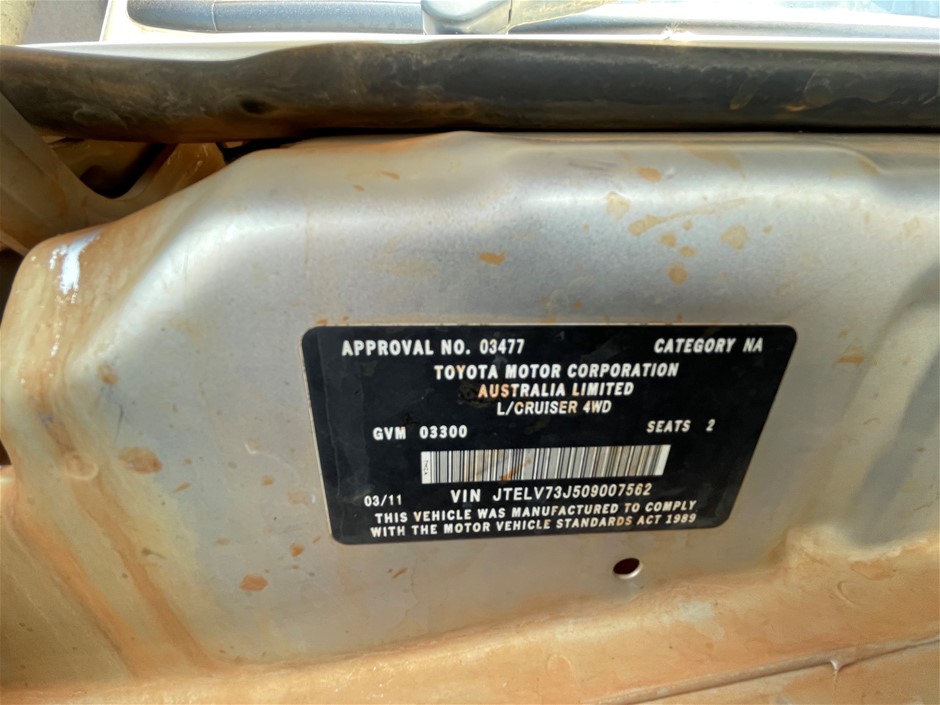 APPROVAL NO. 03477 CATEGORY NA
TOYOTA MOTOR CORPORATION
AUSTRALIA LIMITED
L/CRUISER 4WD
GVM 03300 SEATS 2
03/11 VIN JTELV73J509007562
THIS VEHICLE WAS MANUFACTURED TO COMPLY
WITH THE MOTOR VEHICLE STANDARDS ACT 1989